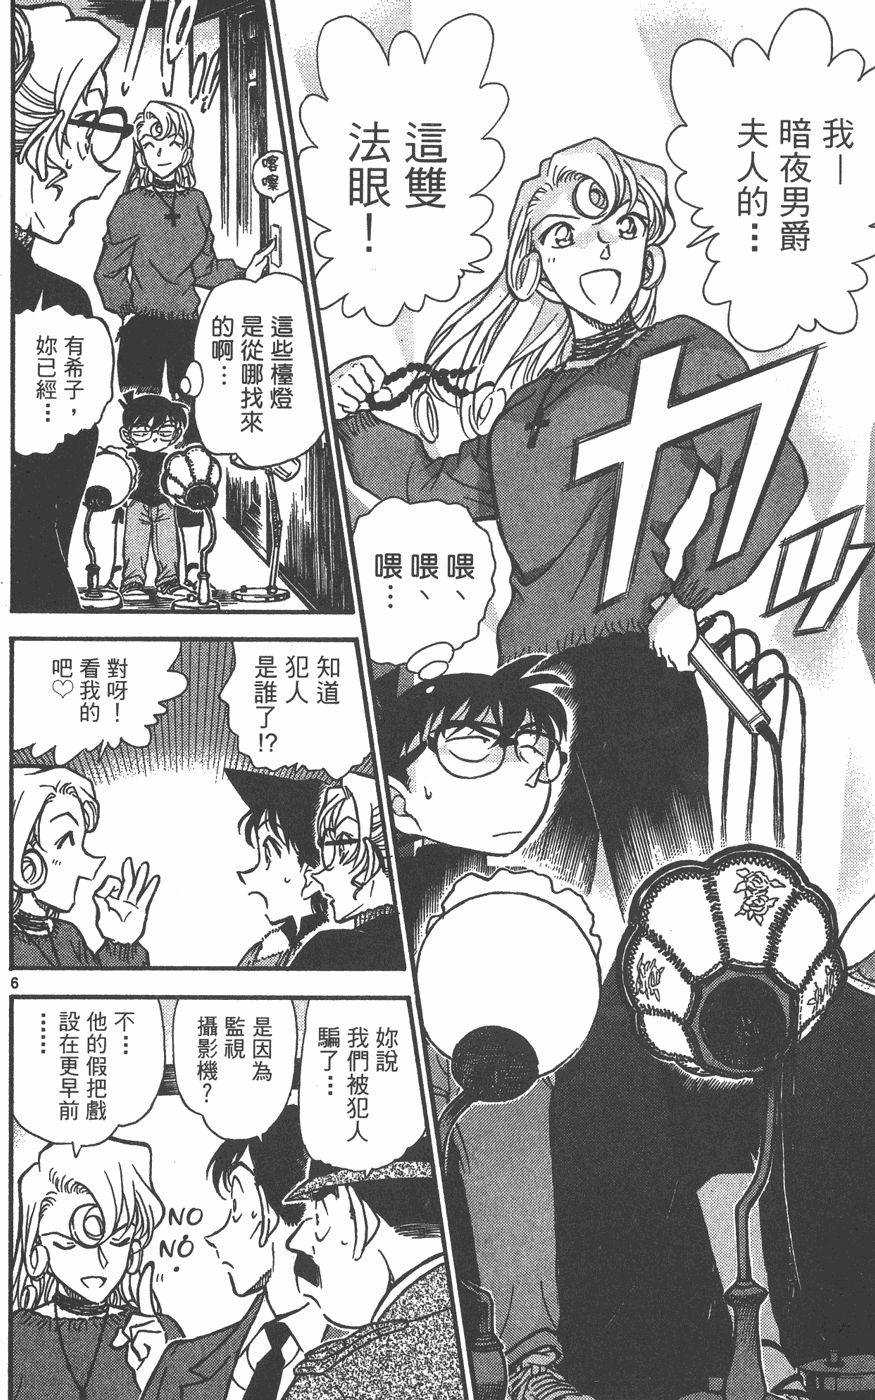 我—
暗夜男爵
夫人的…
這雙
法眼！
カッ
喂、
喂、
喂…
喀嚓
這些檯燈
是從哪找來
的啊…
有希子，
妳已經…
知道
犯人
是誰了!?
對呀！
看我的
吧♡
6
妳說
我們被犯人
騙了…
是因為
監視
攝影機？
不…
他的假把戲
設在更早前
……
NO
NO